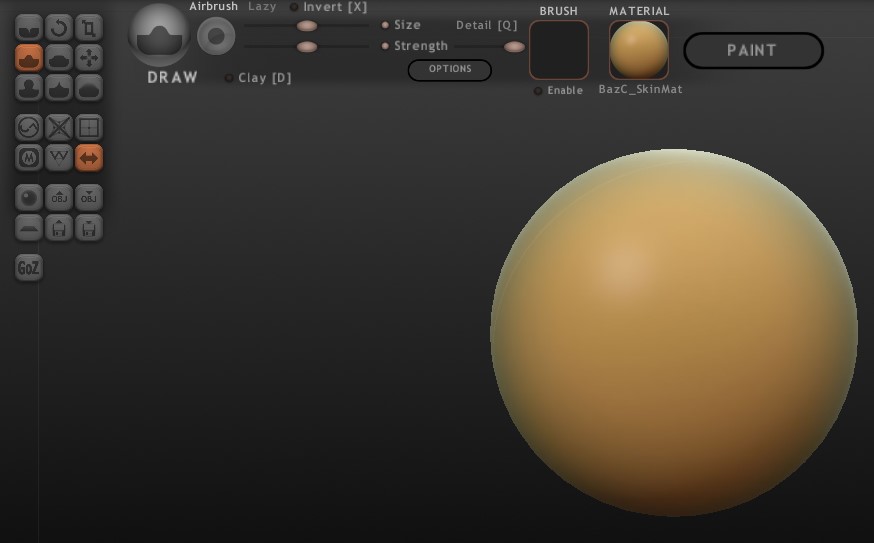 Airbrush Lazy Invert [X]
Size Detail [Q]
Strength
OPTIONS
DRAW Clay [D]
BRUSH MATERIAL
Enable BazC_SkinMat
PAINT
OBJ OBJ
M
GoZ